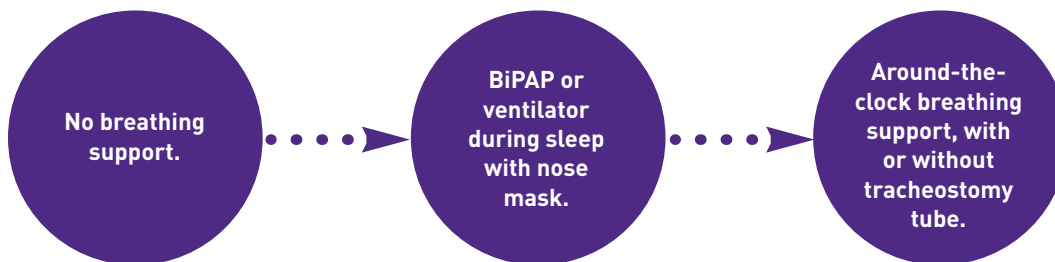 No breathing
support.
BiPAP or
ventilator
during sleep
with nose
mask.
Around-the-
clock breathing
support, with
or without
tracheostomy
tube.